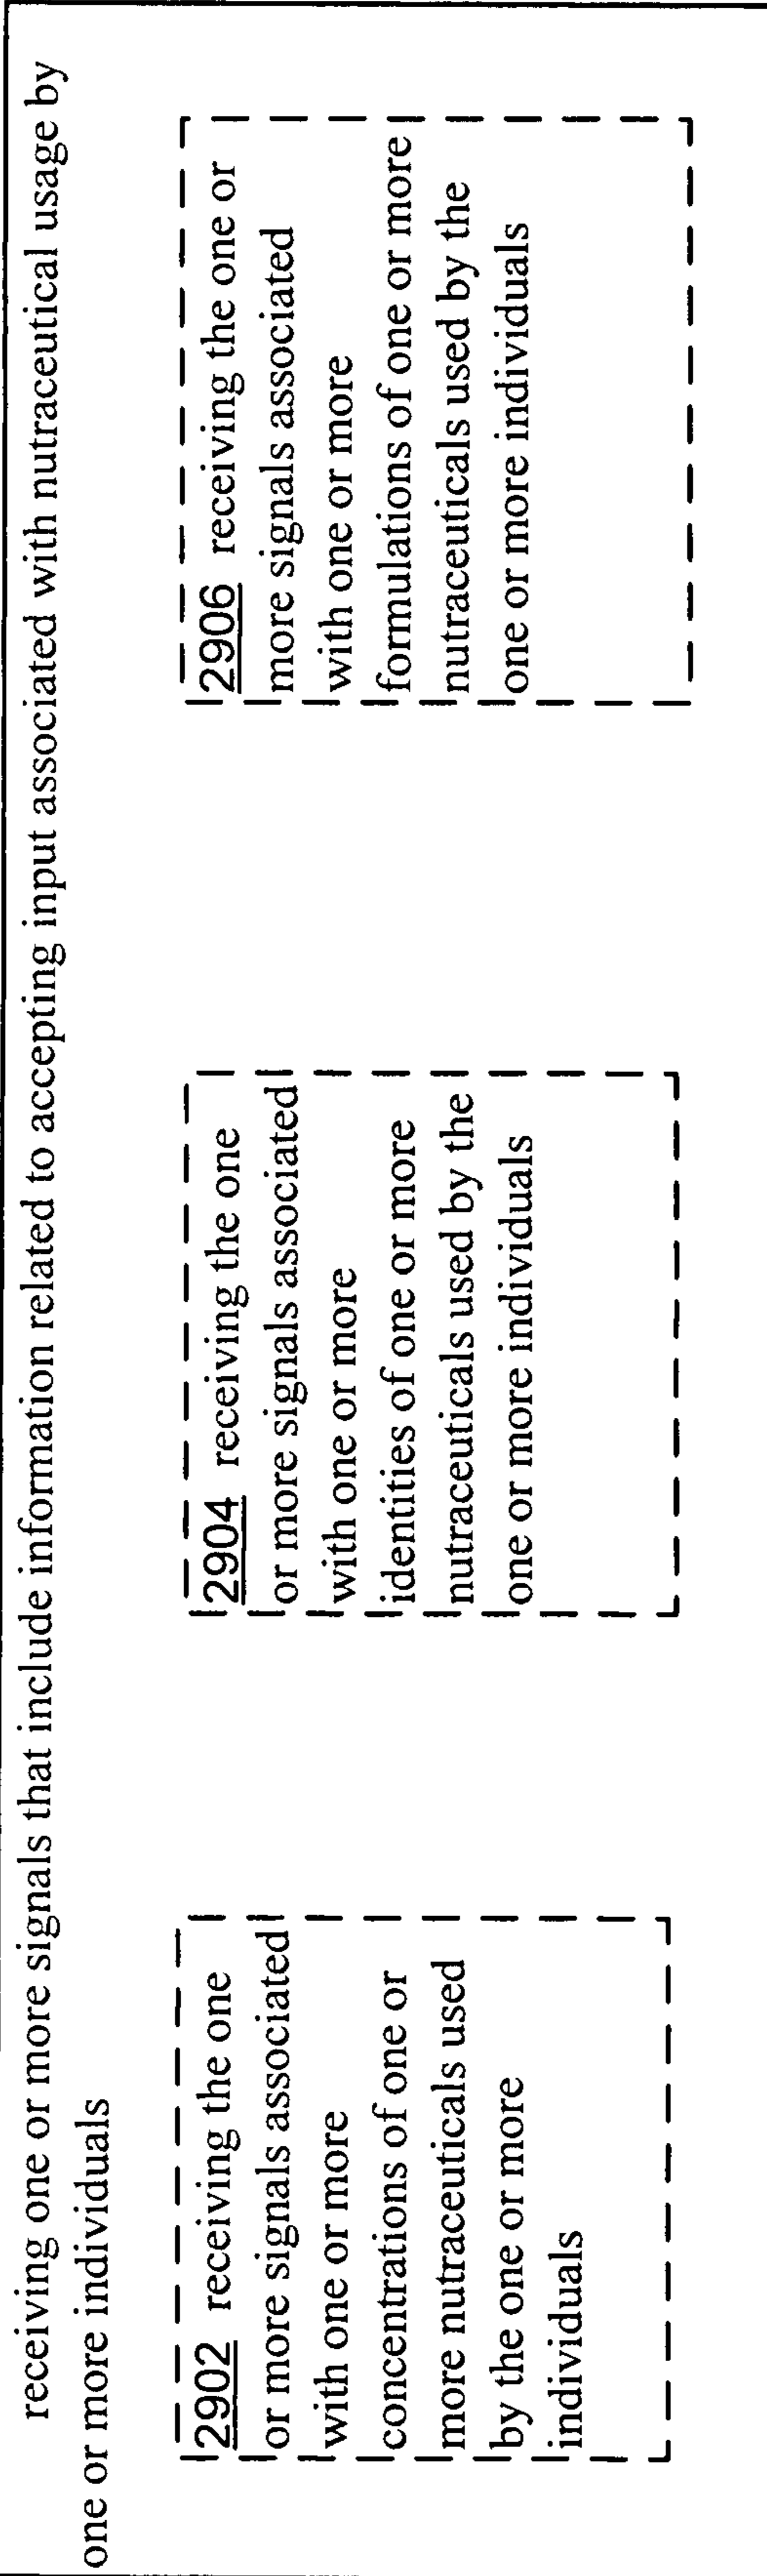 receiving one or more signals that include information related to accepting input associated with nutraceutical usage by
one or more individuals
2902 receiving the one
or more signals associated
with one or more
concentrations of one or
more nutraceuticals used
by the one or more
individuals
2904 receiving the one
or more signals associated
with one or more
identities of one or more
nutraceuticals used by the
one or more individuals
2906 receiving the one or
more signals associated
with one or more
formulations of one or more
nutraceuticals used by the
one or more individuals